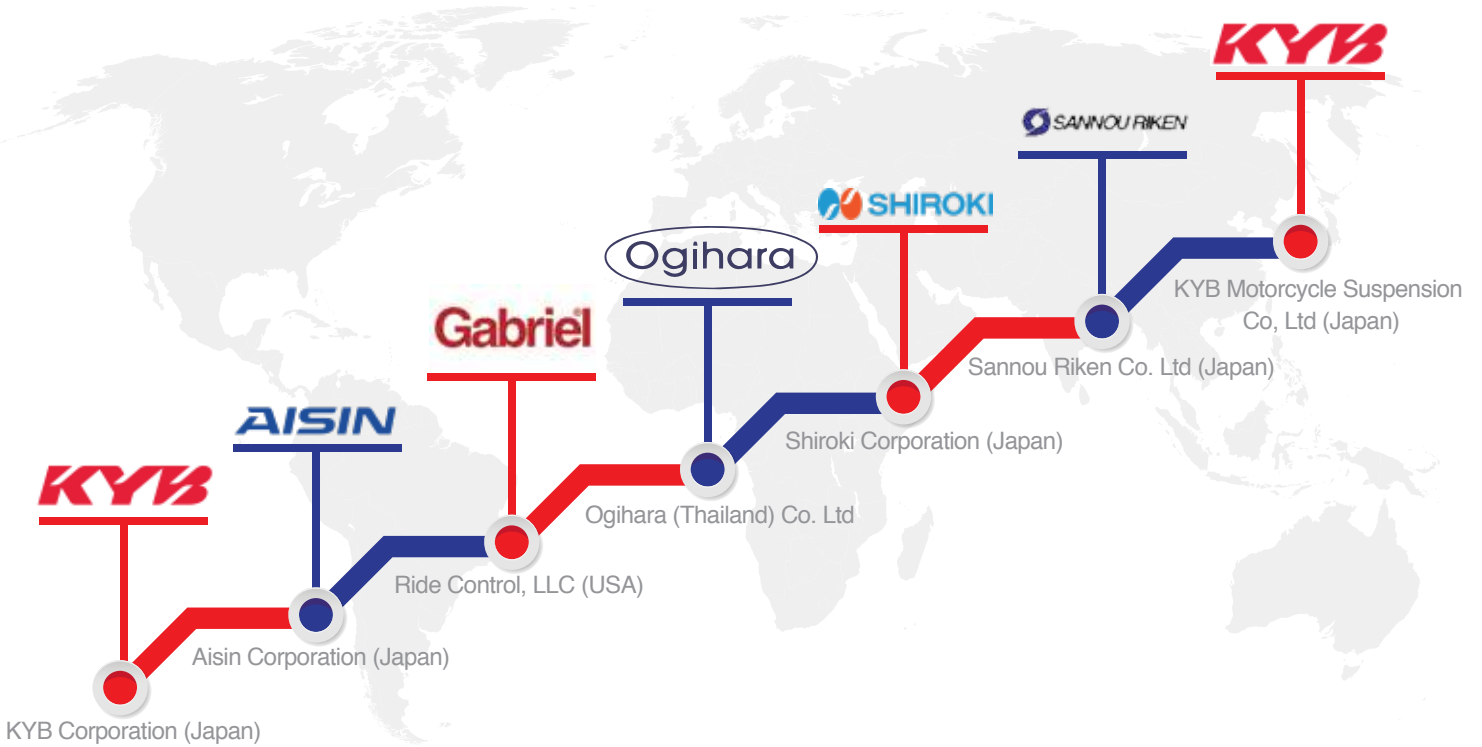 KYB
SANNOU RIKEN
SHIROKI
Ogihara
KYB Motorcycle Suspension
Co, Ltd (Japan)
Gabriel
Sannou Riken Co. Ltd (Japan)
AISIN
Shiroki Corporation (Japan)
KYB
Ogihara (Thailand) Co. Ltd
Ride Control, LLC (USA)
Aisin Corporation (Japan)
KYB Corporation (Japan)